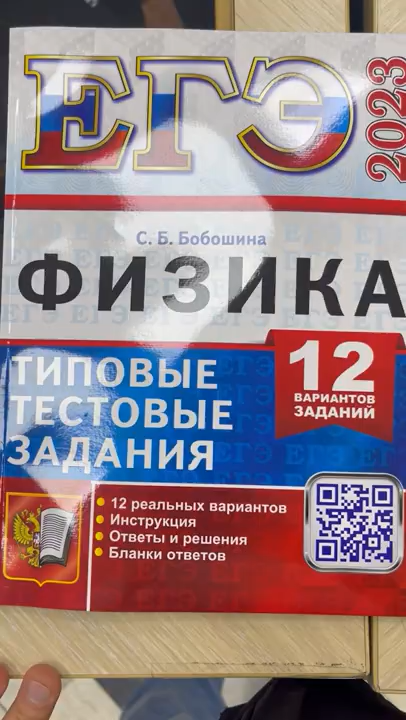 ЕГЭ
2023
С. Б. Бобошина
ФИЗИКА
ТИПОВЫЕ
ТЕСТОВЫЕ
ЗАДАНИЯ
12
ВАРИАНТОВ
ЗАДАНИЙ
• 12 реальных вариантов
• Инструкция
• Ответы и решения
• Бланки ответов